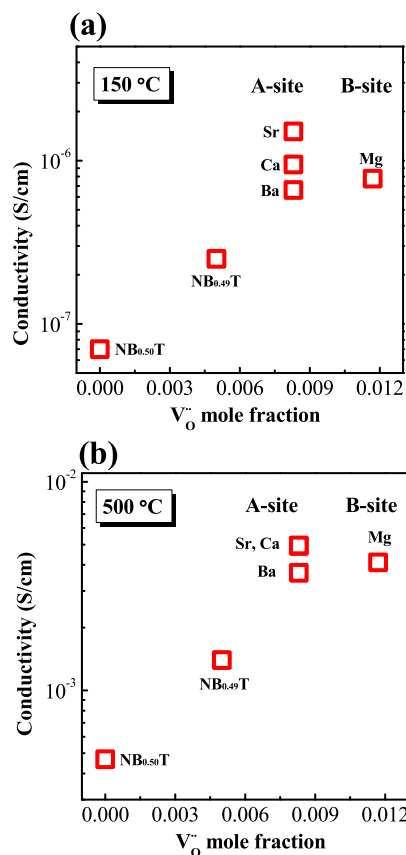 (a)
150 °C
A-site B-site
Sr
Ca
Ba
Mg
NB0.49T
NB0.50T
10-6
10-7
Conductivity (S/cm)
0.000 0.003 0.006 0.009 0.012
V••O mole fraction
(b)
10-2
500 °C
A-site B-site
Sr, Ca
Mg
Ba
NB0.49T
NB0.50T
10-3
Conductivity (S/cm)
0.000 0.003 0.006 0.009 0.012
V••O mole fraction